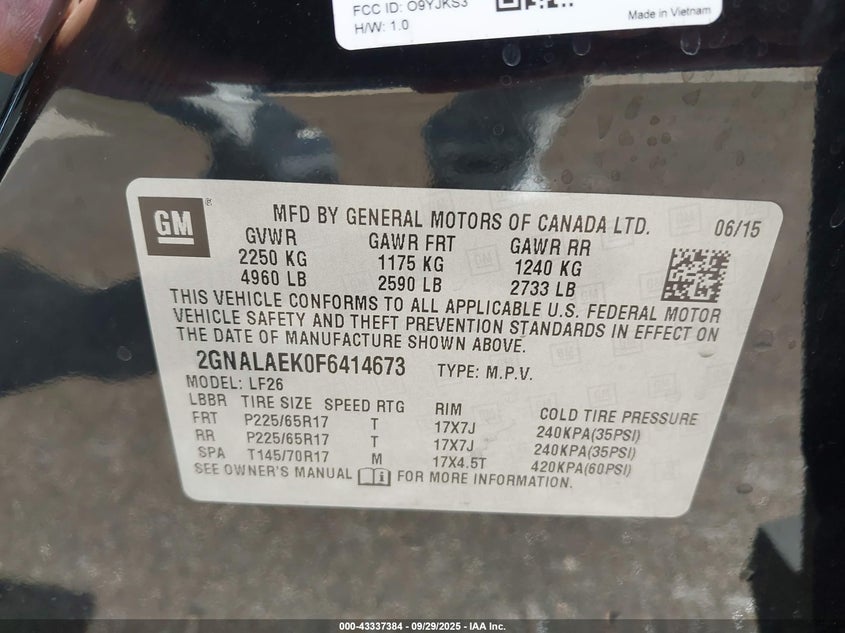 FCC ID: O9YJKS3
H/W: 1.0
Made in Vietnam
GM®
MFD BY GENERAL MOTORS OF CANADA LTD. 06/15
GVWR GAWR FRT GAWR RR
2250 KG 1175 KG 1240 KG
4960 LB 2590 LB 2733 LB
THIS VEHICLE CONFORMS TO ALL APPLICABLE U.S. FEDERAL MOTOR
VEHICLE SAFETY AND THEFT PREVENTION STANDARDS IN EFFECT ON
THE DATE OF MANUFACTURE SHOWN ABOVE.
2GNALAEK0F6414673 TYPE: M.P.V.
MODEL: LF26
LBBR TIRE SIZE SPEED RTG RIM COLD TIRE PRESSURE
FRT P225/65R17 T 17X7J 240KPA(35PSI)
RR P225/65R17 T 17X7J 240KPA(35PSI)
SPA T145/70R17 M 17X4.5T 420KPA(60PSI)
SEE OWNER'S MANUAL FOR MORE INFORMATION.
000-43337384 - 09/29/2025 - IAA Inc.